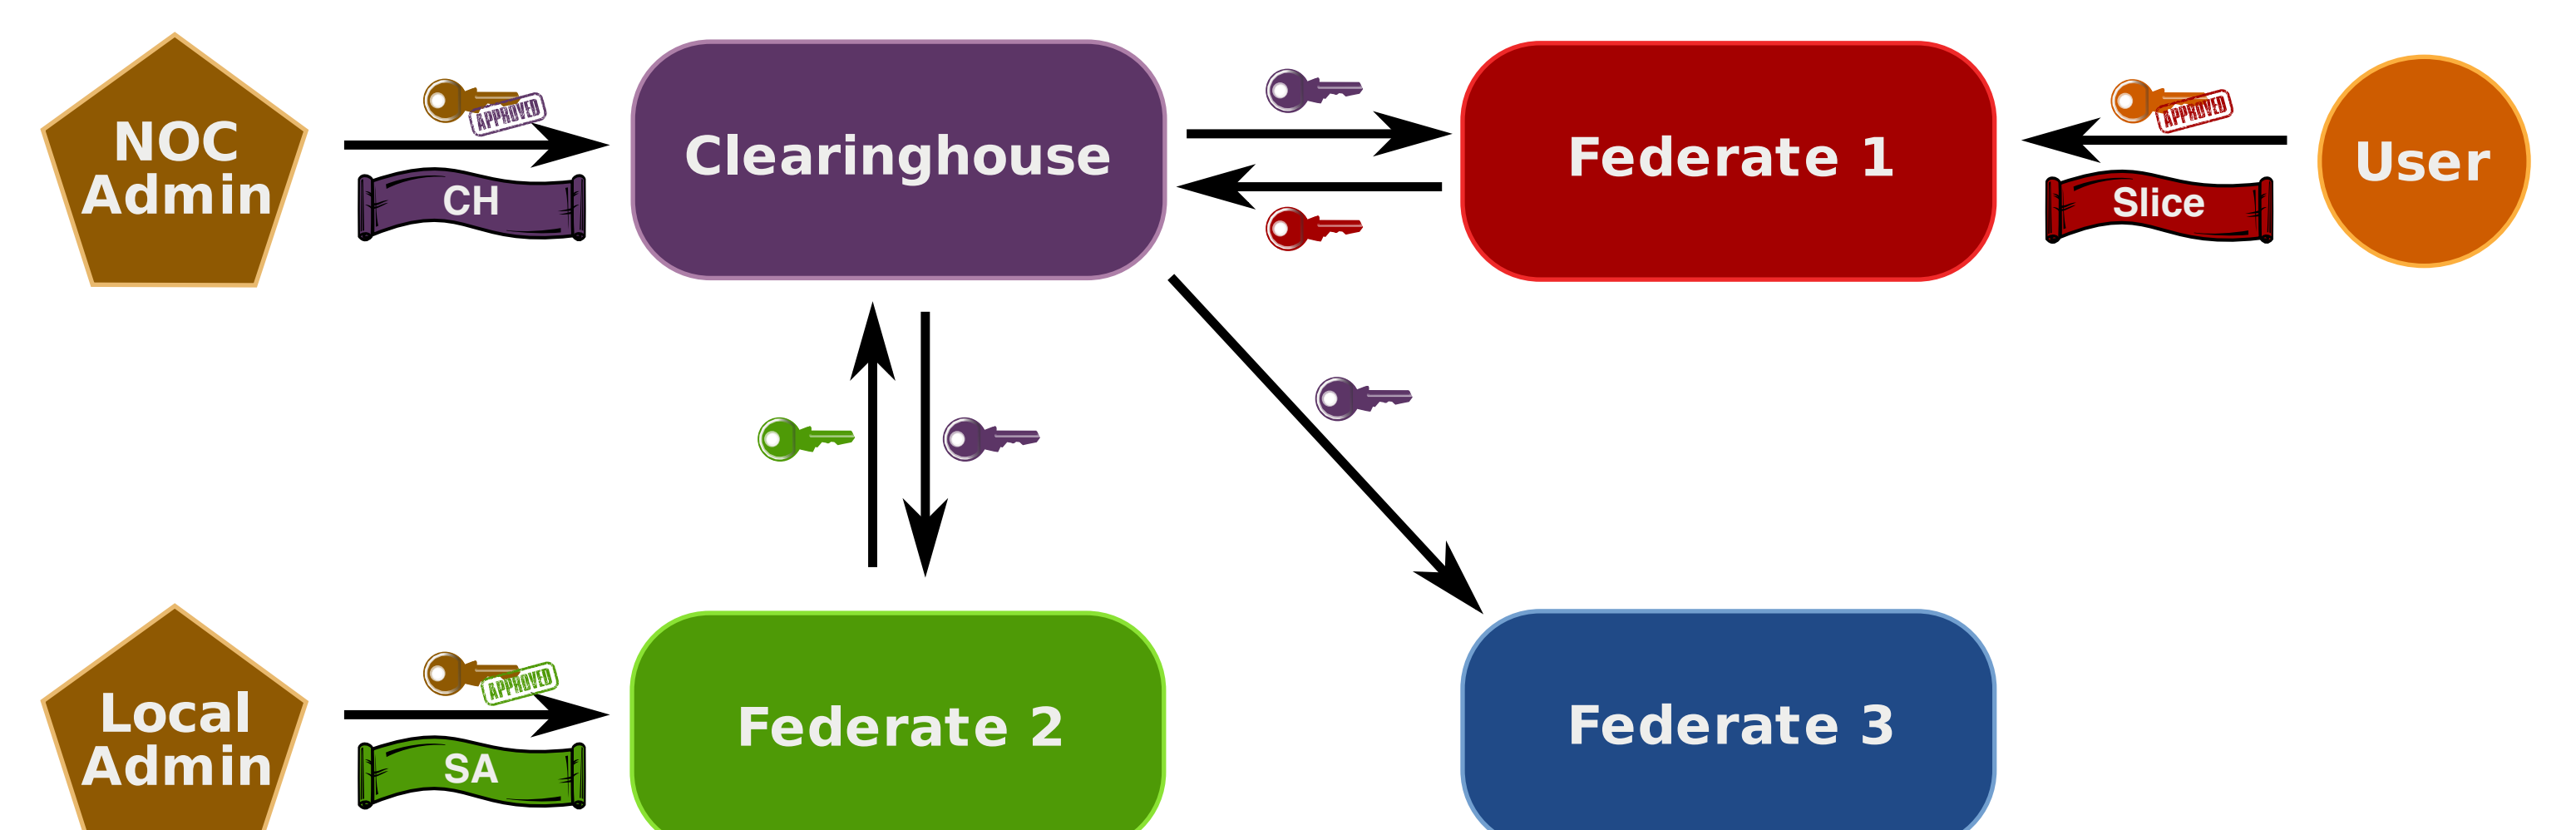 NOC
Admin
APPROVED
CH
Clearinghouse
Federate 1
APPROVED
Slice
User
Local
Admin
APPROVED
SA
Federate 2
Federate 3